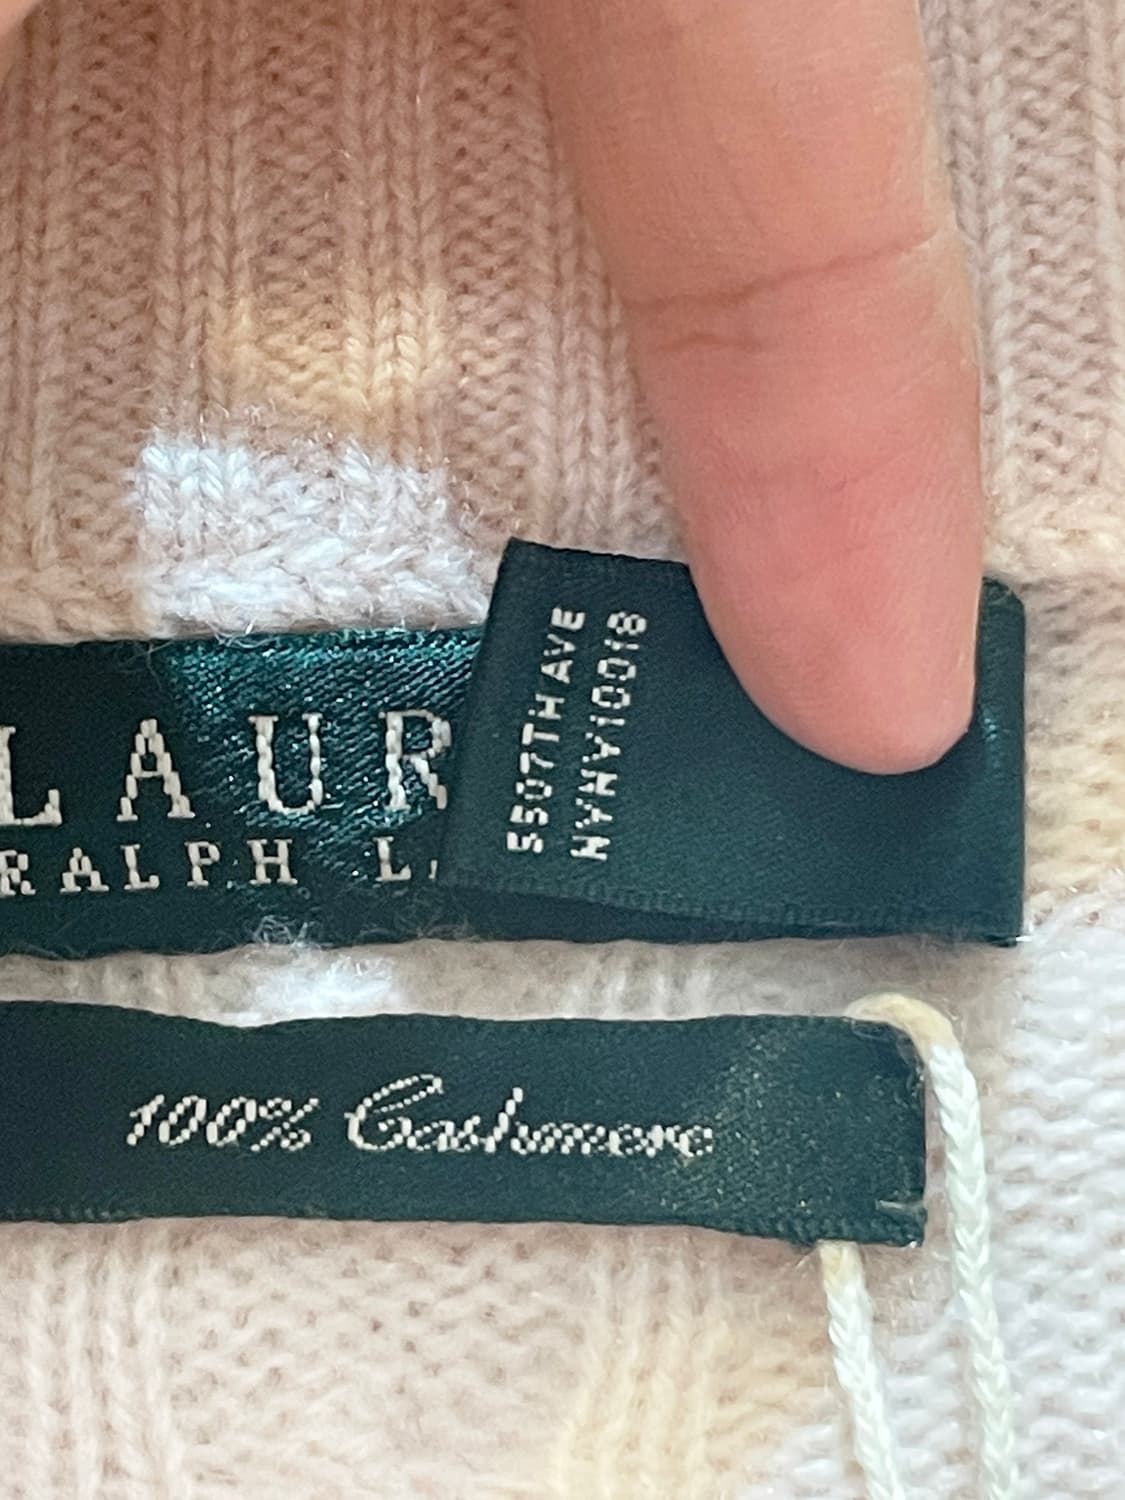 LAUR
RALPH L
550 7TH AVE
NY NY 10018
100% Cashmere